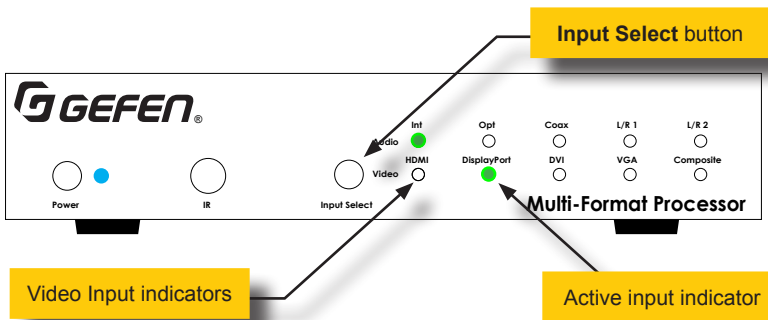 Input Select button
GEFEN®
Int Opt Coax L/R 1 L/R 2
Audio
HDMI DisplayPort DVI VGA Composite
Video
Power IR Input Select
Multi-Format Processor
Video Input indicators
Active input indicator